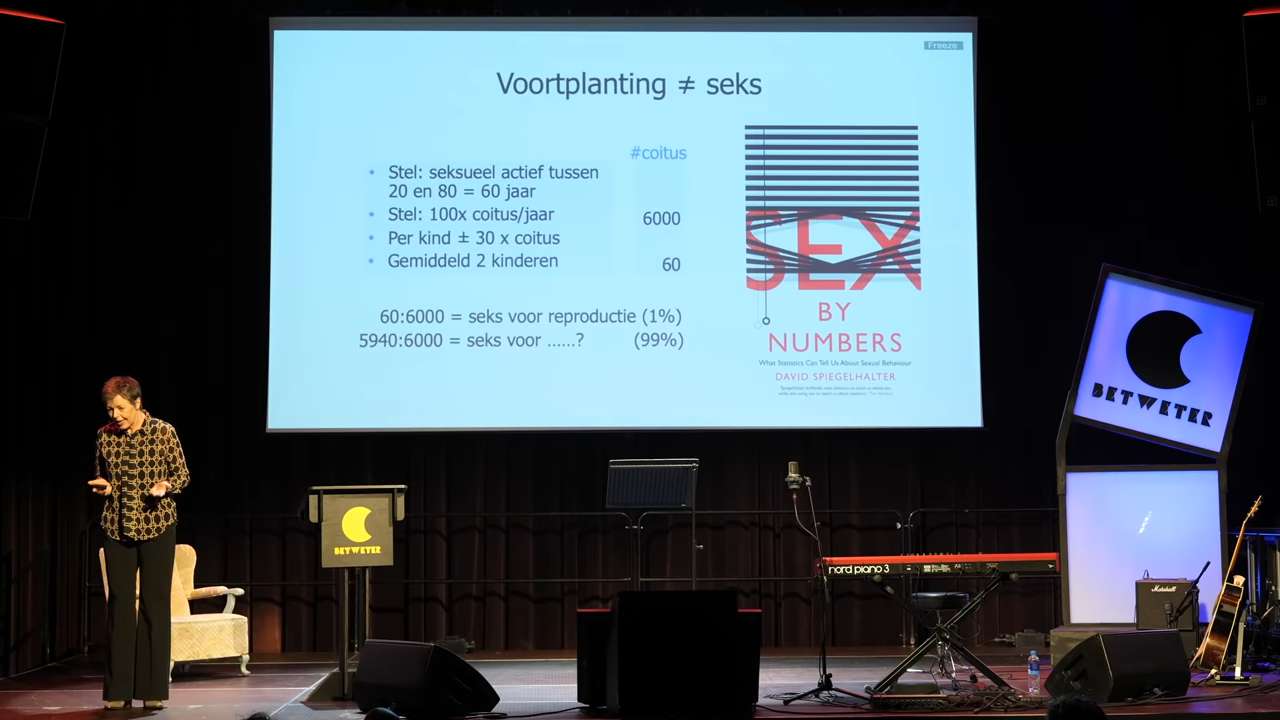 Freeze
Voortplanting ≠ seks
#coitus
• Stel: seksueel actief tussen
20 en 80 = 60 jaar
• Stel: 100x coitus/jaar 6000
• Per kind ± 30 x coitus
• Gemiddeld 2 kinderen 60
60:6000 = seks voor reproductie (1%)
5940:6000 = seks voor ......? (99%)
SEX
BY
NUMBERS
What Statistics Can Tell Us About Sexual Behaviour
DAVID SPIEGELHALTER
BETWETER
BETWETER
nord piano 3
Marshall